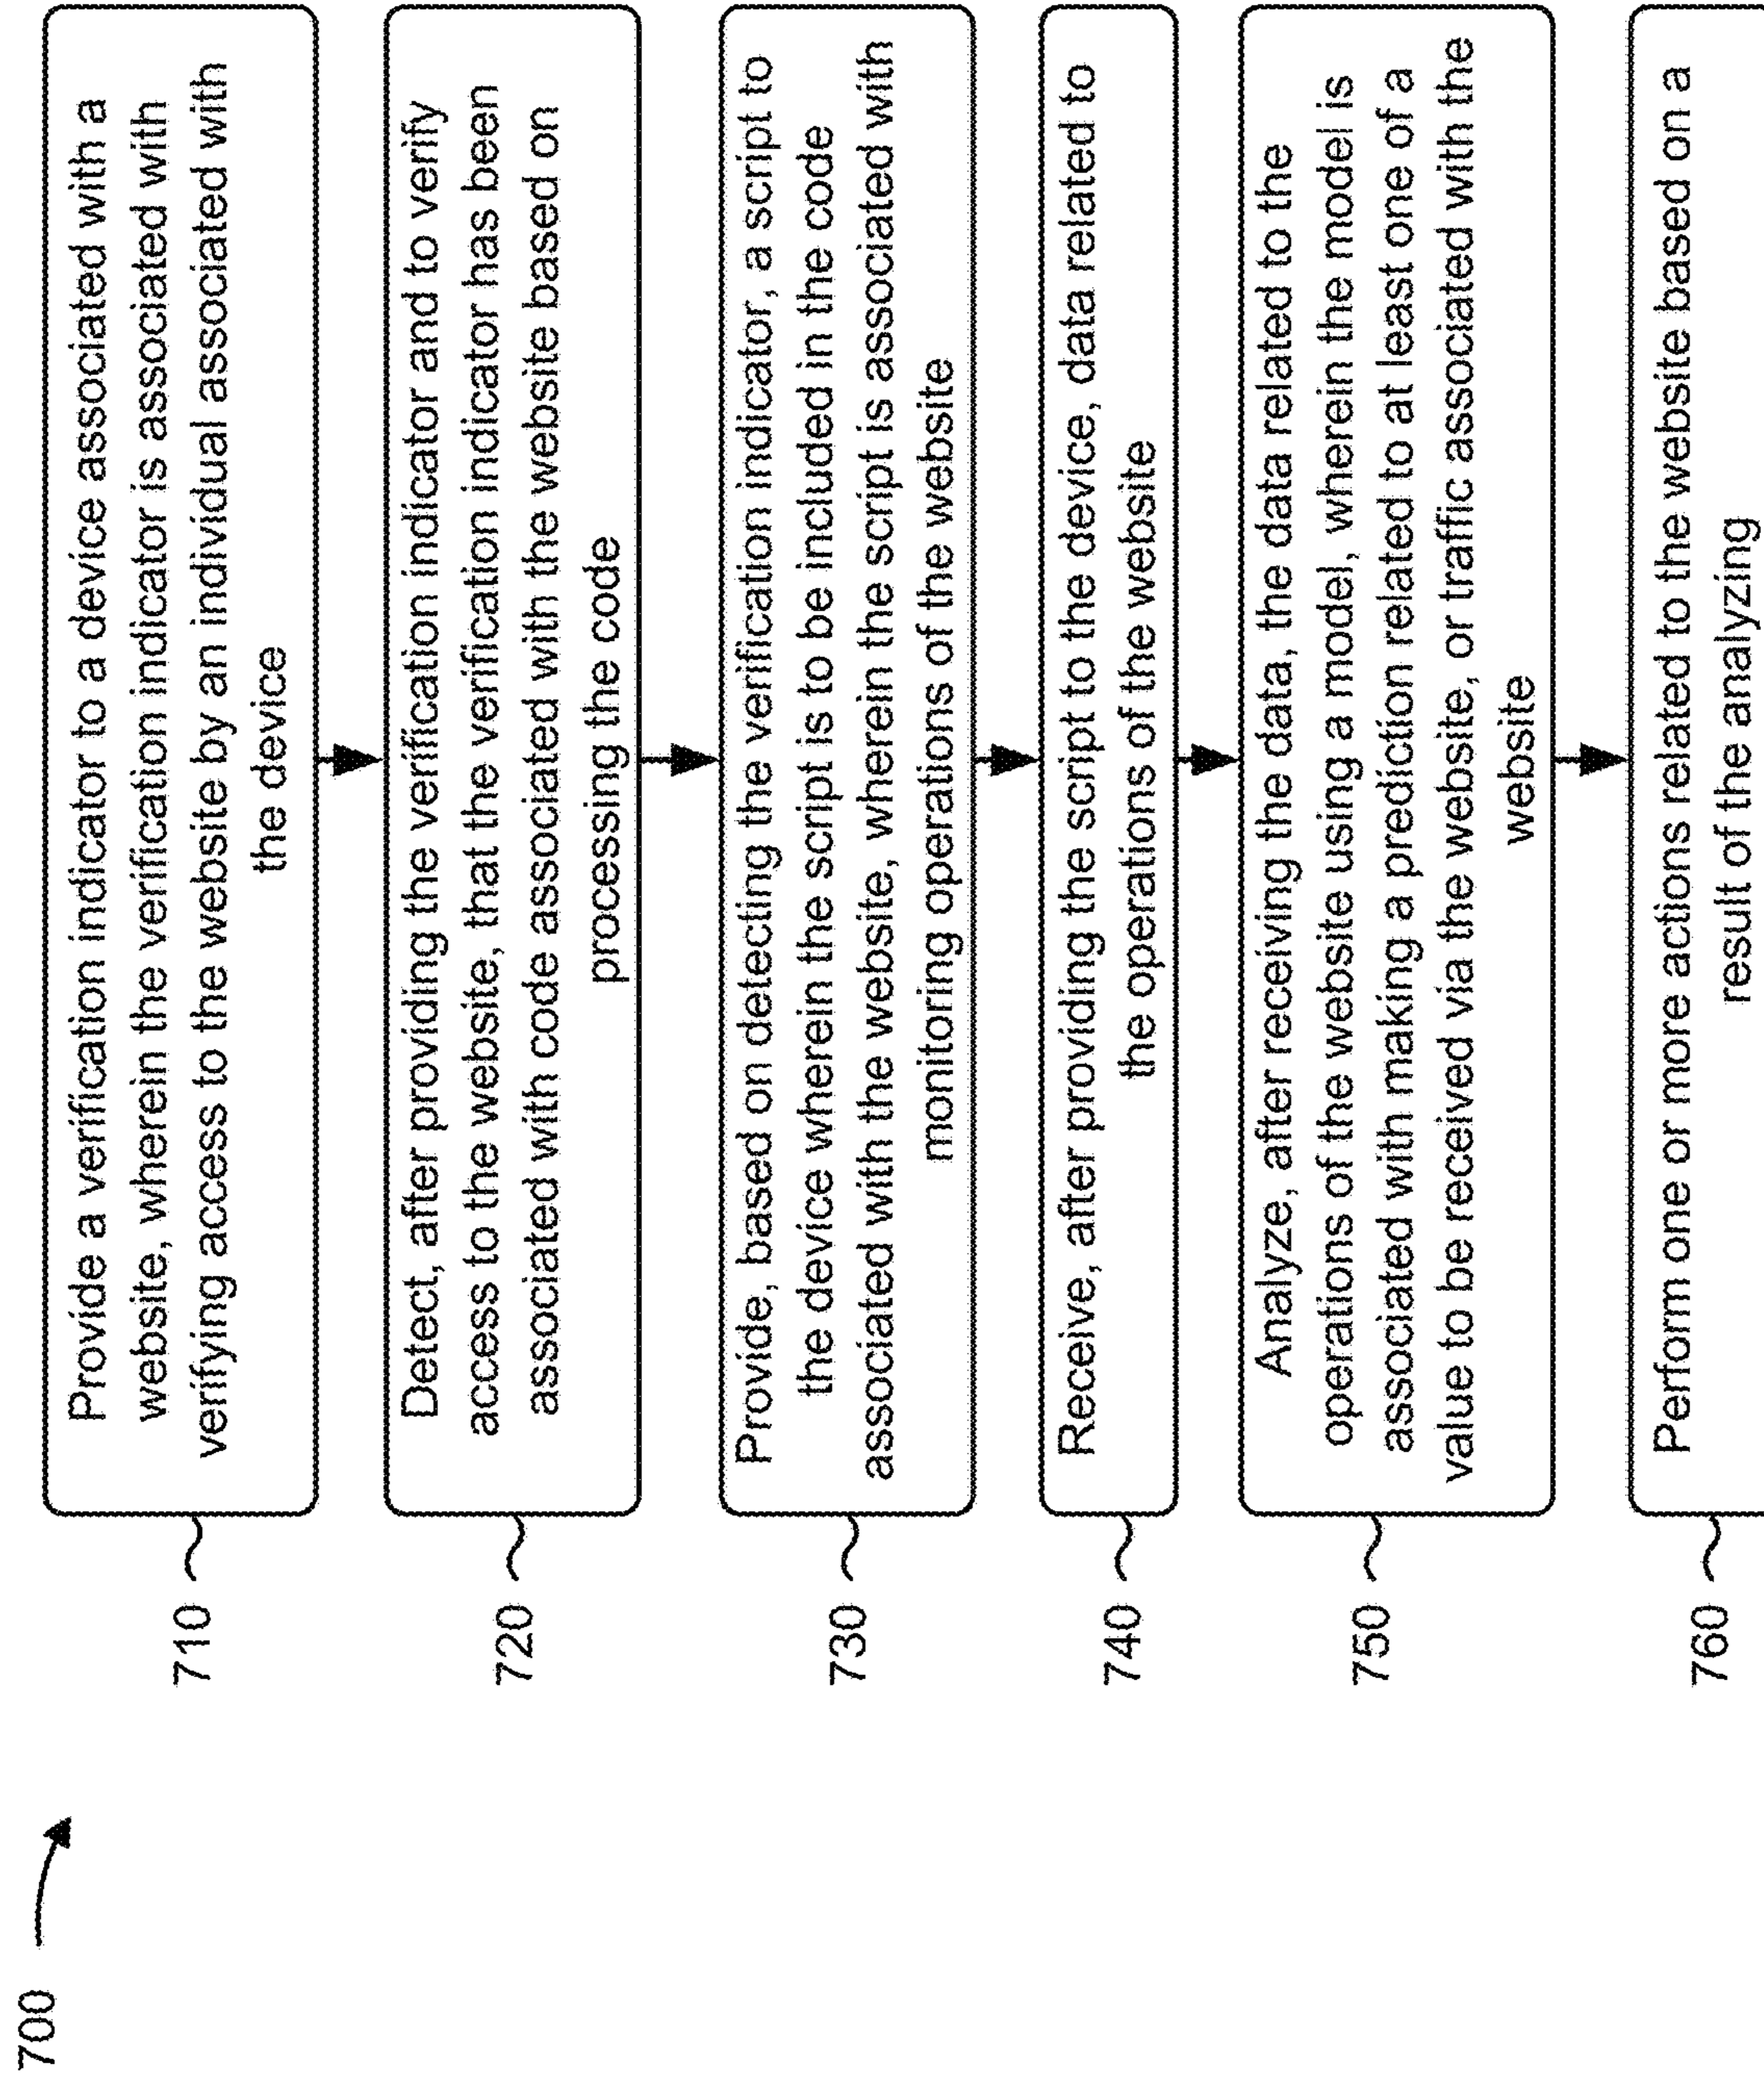 700
710
Provide a verification indicator to a device associated with a
website, wherein the verification indicator is associated with
verifying access to the website by an individual associated with
the device
720
Detect, after providing the verification indicator and to verify
access to the website, that the verification indicator has been
associated with code associated with the website based on
processing the code
730
Provide, based on detecting the verification indicator, a script to
the device wherein the script is to be included in the code
associated with the website, wherein the script is associated with
monitoring operations of the website
740
Receive, after providing the script to the device, data related to
the operations of the website
750
Analyze, after receiving the data, the data related to the
operations of the website using a model, wherein the model is
associated with making a prediction related to at least one of a
value to be received via the website, or traffic associated with the
website
760
Perform one or more actions related to the website based on a
result of the analyzing